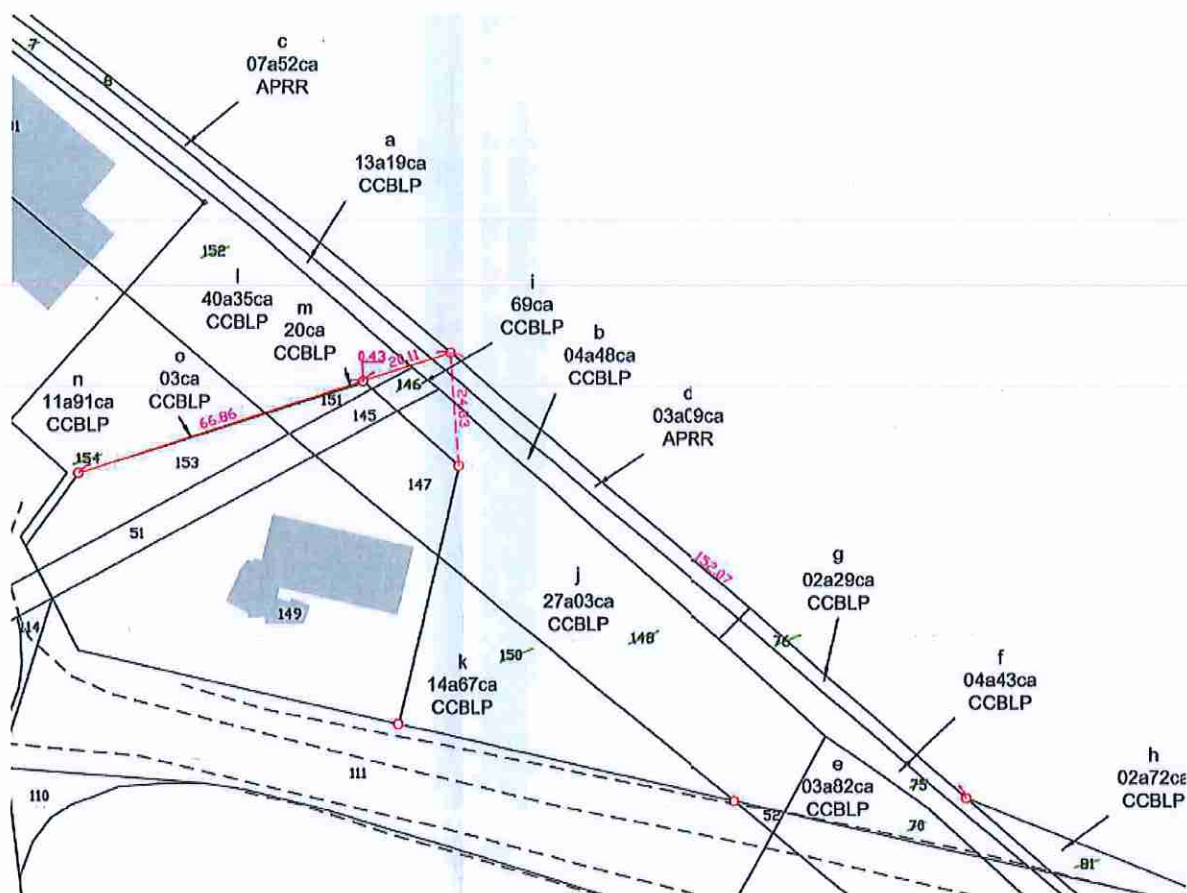 7
8
c
07a52ca
APRR
a
13a19ca
CCBLP
152
l
40a35ca
CCBLP
m
20ca
CCBLP
i
69ca
CCBLP
b
04a48ca
CCBLP
o
03ca
CCBLP
n
11a91ca
CCBLP
0.43
20.11
146
151
145
24.63
d
03a09ca
APRR
66.86
154
153
147
51
152.07
g
02a29ca
CCBLP
j
27a03ca
CCBLP
149
148
76
150
14
k
14a67ca
CCBLP
f
04a43ca
CCBLP
111
110
e
03a82ca
CCBLP
75
52
70
h
02a72ca
CCBLP
81